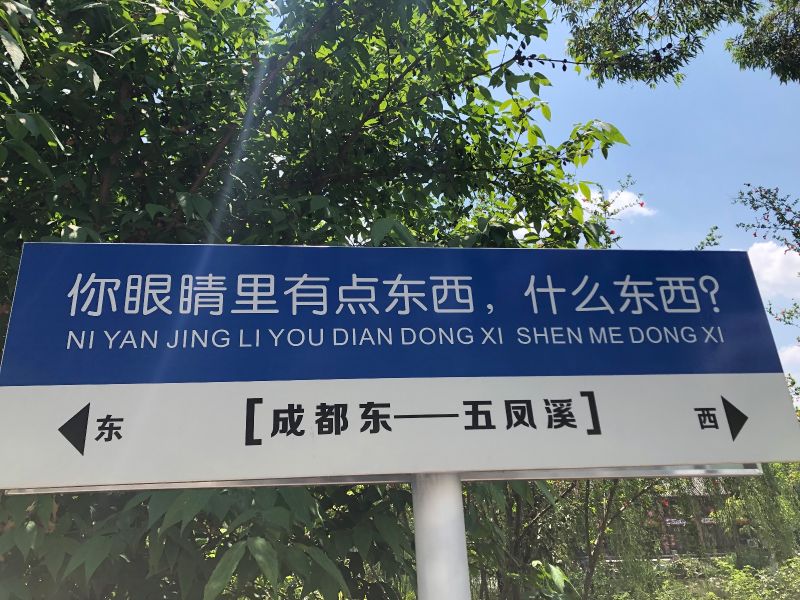 你眼睛里有点东西，什么东西?
NI YAN JING LI YOU DIAN DONG XI SHEN ME DONG XI
东 [成都东——五凤溪] 西